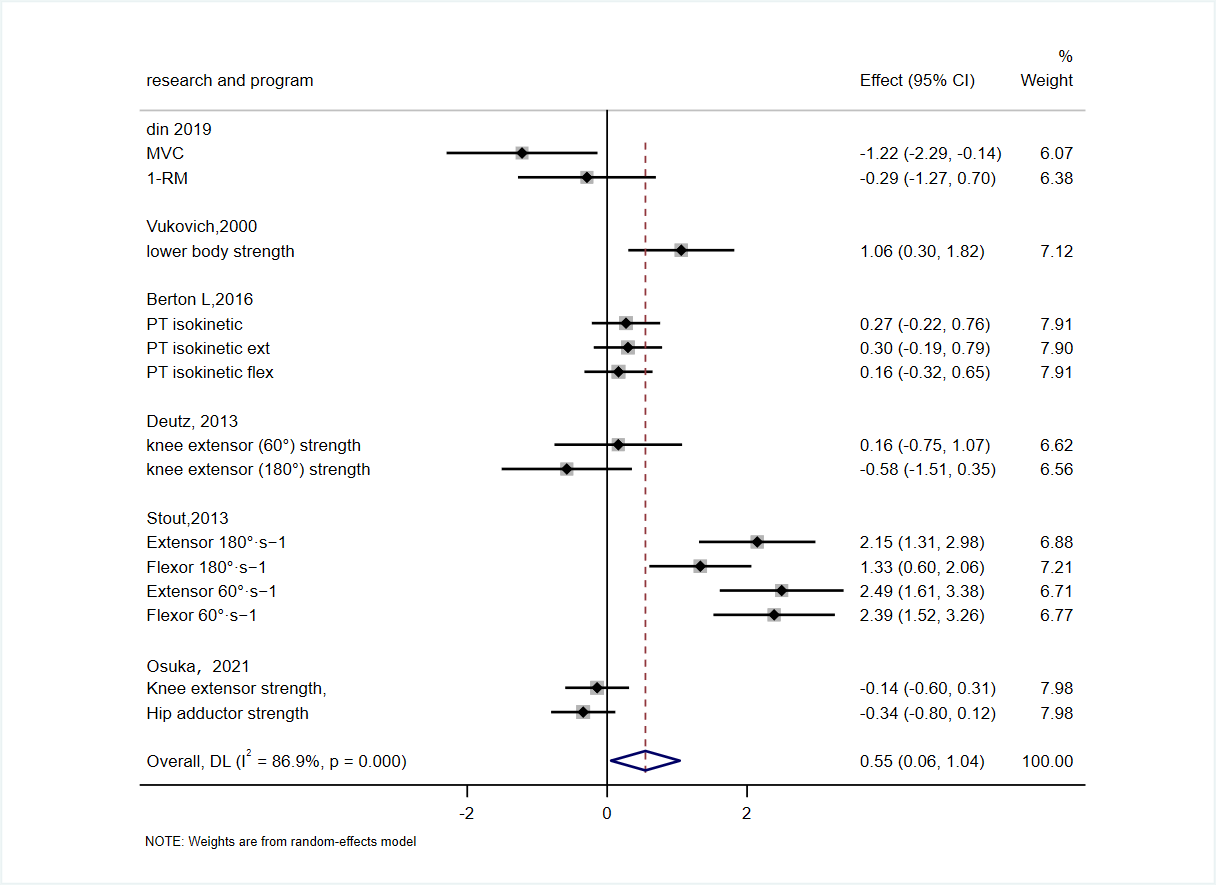 %
research and program Effect (95% CI) Weight
din 2019
MVC -1.22 (-2.29, -0.14) 6.07
1-RM -0.29 (-1.27, 0.70) 6.38
Vukovich,2000
lower body strength 1.06 (0.30, 1.82) 7.12
Berton L,2016
PT isokinetic 0.27 (-0.22, 0.76) 7.91
PT isokinetic ext 0.30 (-0.19, 0.79) 7.90
PT isokinetic flex 0.16 (-0.32, 0.65) 7.91
Deutz, 2013
knee extensor (60°) strength 0.16 (-0.75, 1.07) 6.62
knee extensor (180°) strength -0.58 (-1.51, 0.35) 6.56
Stout,2013
Extensor 180°·s−1 2.15 (1.31, 2.98) 6.88
Flexor 180°·s−1 1.33 (0.60, 2.06) 7.21
Extensor 60°·s−1 2.49 (1.61, 3.38) 6.71
Flexor 60°·s−1 2.39 (1.52, 3.26) 6.77
Osuka，2021
Knee extensor strength, -0.14 (-0.60, 0.31) 7.98
Hip adductor strength -0.34 (-0.80, 0.12) 7.98
Overall, DL (I² = 86.9%, p = 0.000) 0.55 (0.06, 1.04) 100.00
-2 0 2
NOTE: Weights are from random-effects model